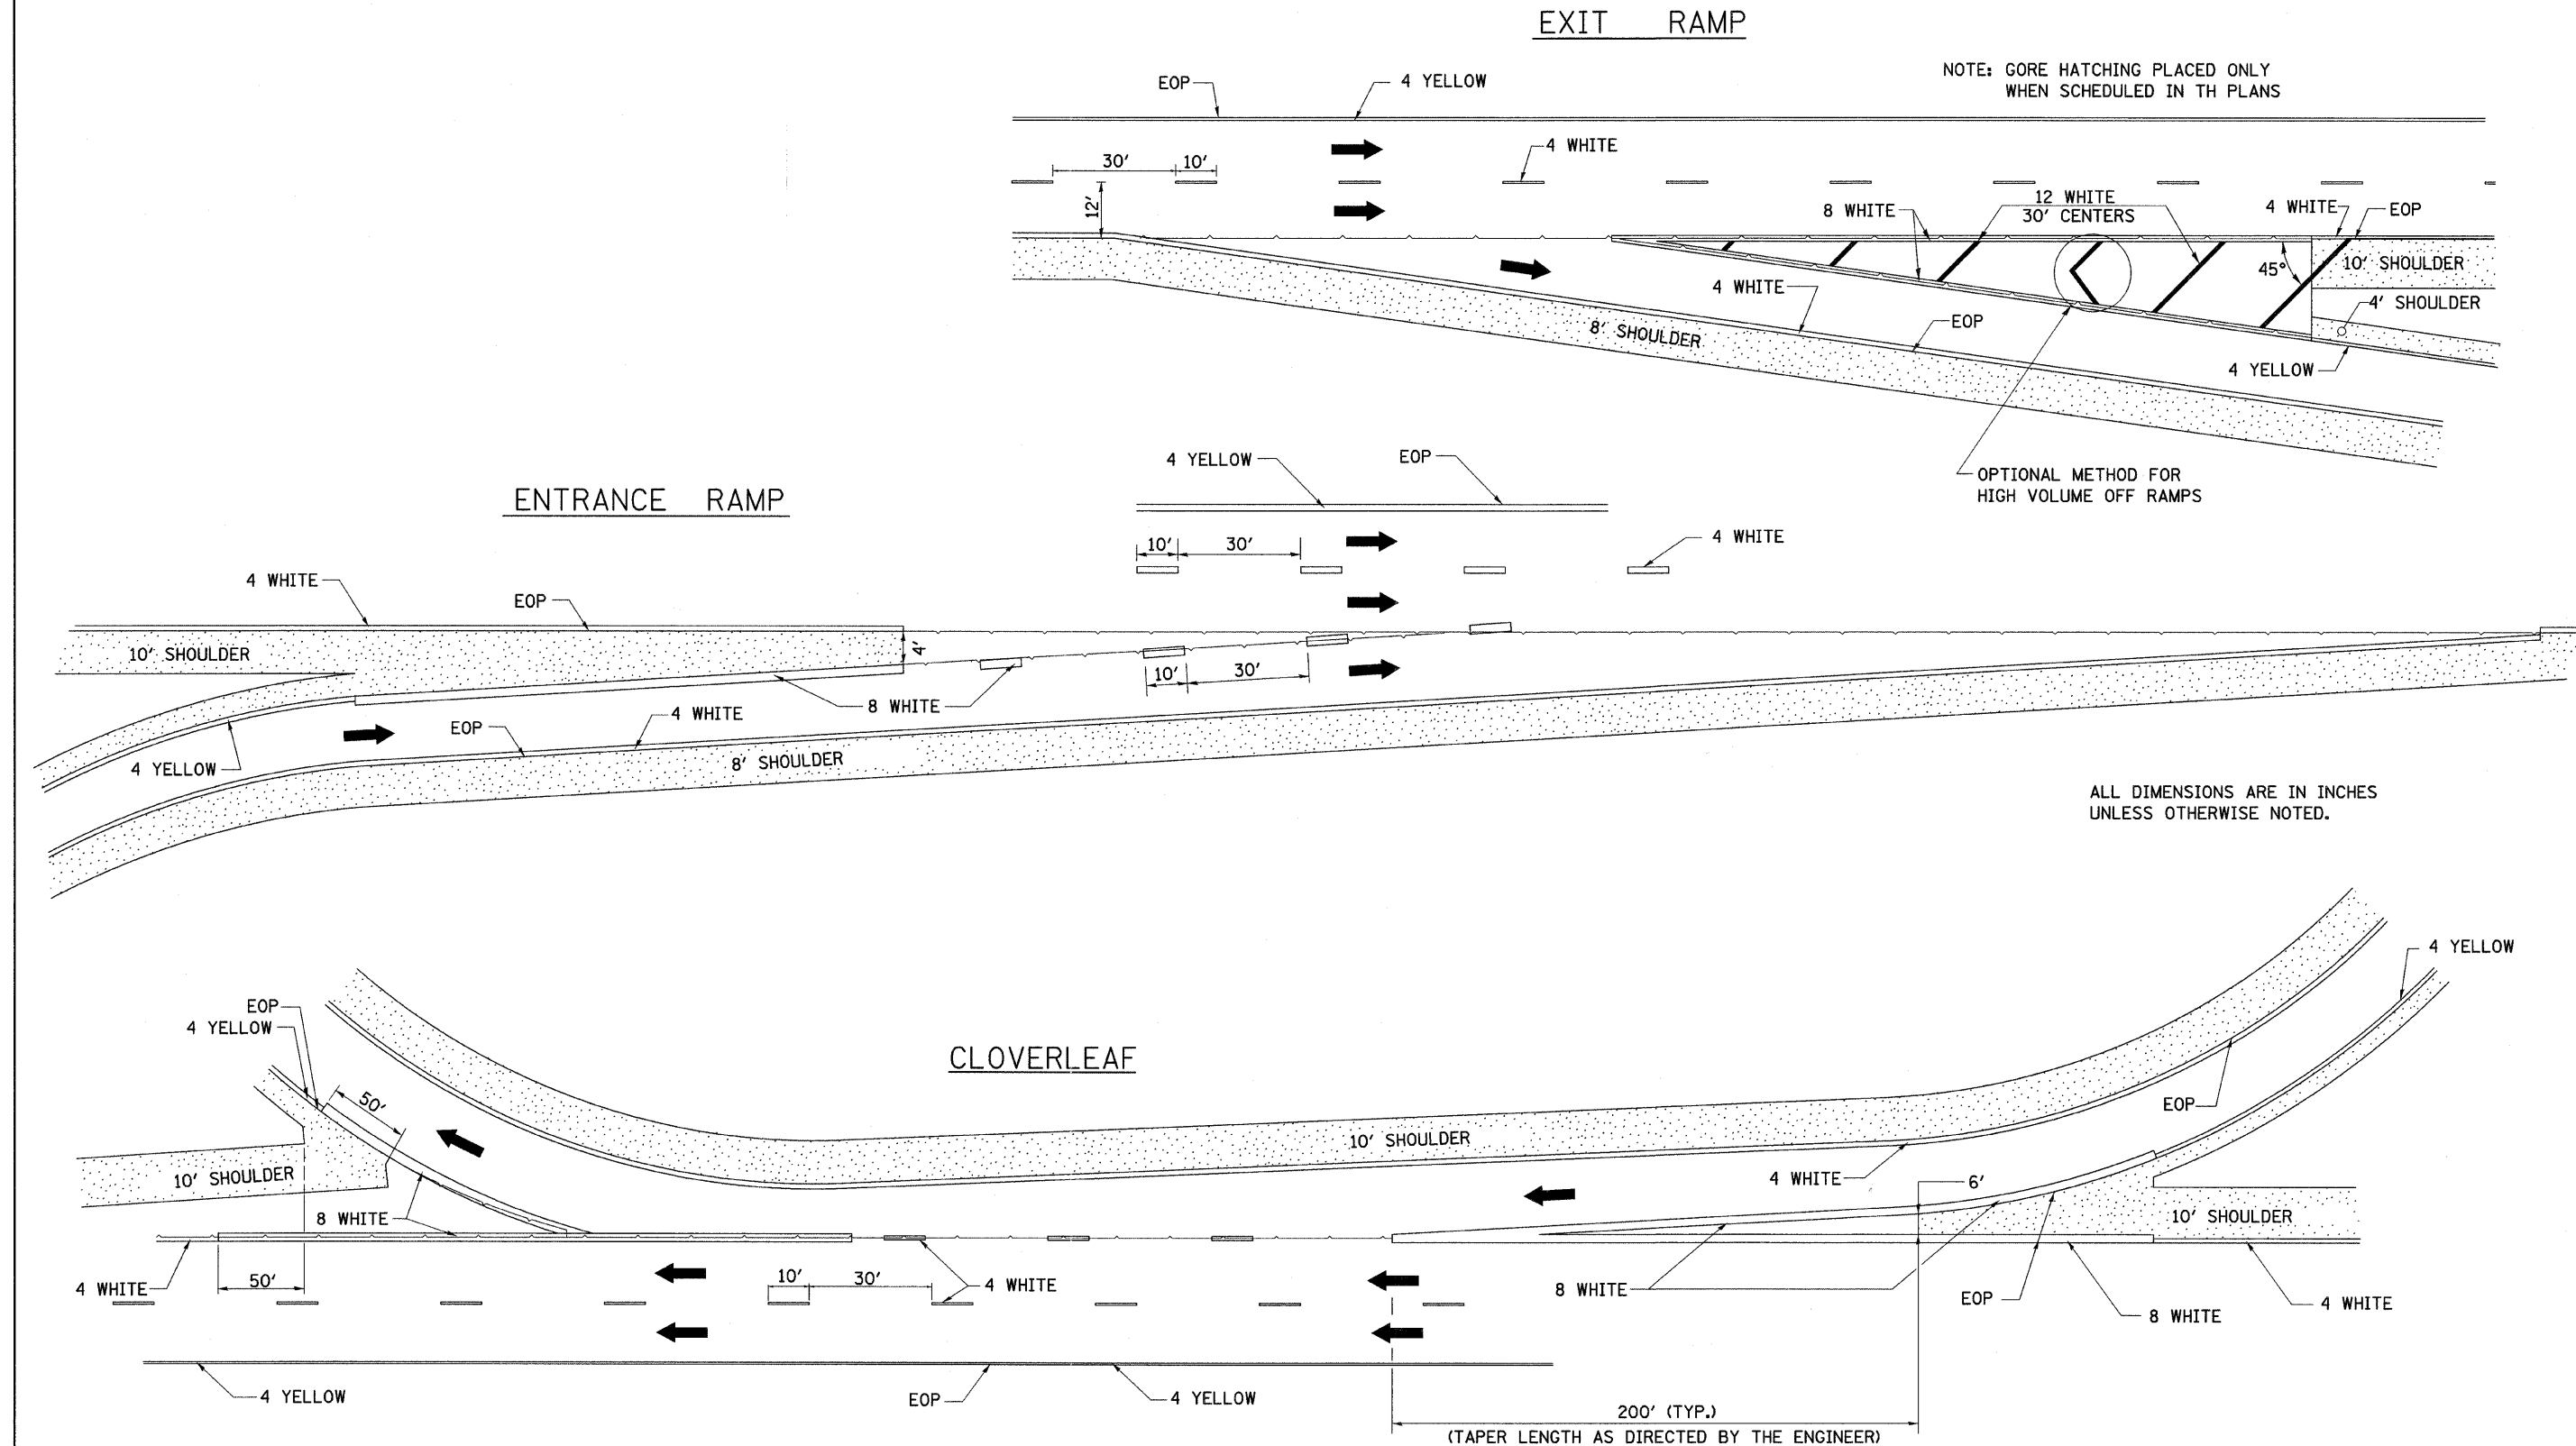 EXIT RAMP
NOTE: GORE HATCHING PLACED ONLY
WHEN SCHEDULED IN TH PLANS
EOP
4 YELLOW
30'
10'
4 WHITE
12'
8 WHITE
12 WHITE
30' CENTERS
4 WHITE
EOP
45°
10' SHOULDER
4' SHOULDER
4 WHITE
8' SHOULDER
EOP
4 YELLOW
OPTIONAL METHOD FOR
HIGH VOLUME OFF RAMPS
ENTRANCE RAMP
4 YELLOW
EOP
10'
30'
4 WHITE
4 WHITE
EOP
10' SHOULDER
4'
10'
30'
8 WHITE
4 WHITE
EOP
4 YELLOW
8' SHOULDER
ALL DIMENSIONS ARE IN INCHES
UNLESS OTHERWISE NOTED.
CLOVERLEAF
EOP
4 YELLOW
50'
10' SHOULDER
8 WHITE
4 WHITE
50'
10'
30'
4 WHITE
4 YELLOW
EOP
4 YELLOW
10' SHOULDER
4 WHITE
4 YELLOW
EOP
6'
10' SHOULDER
8 WHITE
EOP
8 WHITE
4 WHITE
200' (TYP.)
(TAPER LENGTH AS DIRECTED BY THE ENGINEER)